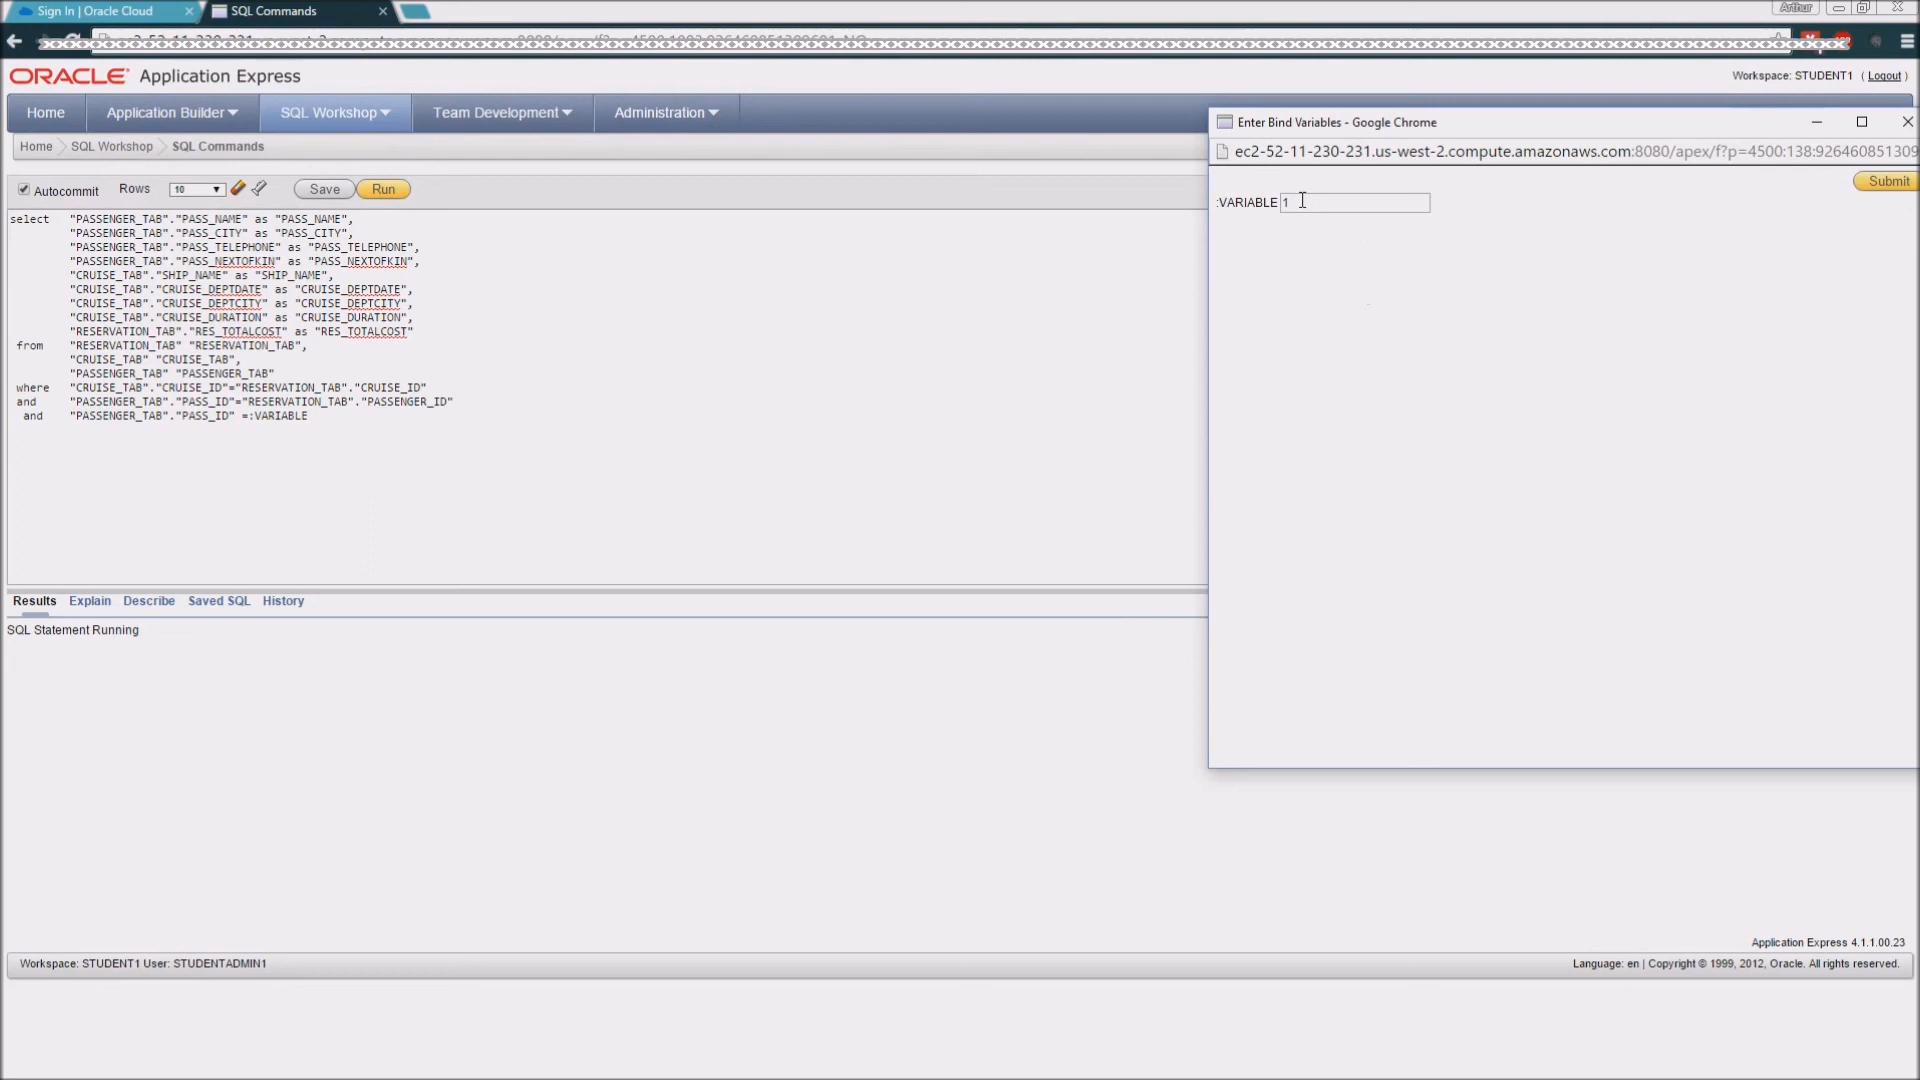 Sign In | Oracle Cloud
SQL Commands
Arthur
ORACLE Application Express
Workspace: STUDENT1 ( Logout )
Home
Application Builder
SQL Workshop
Team Development
Administration
Home
SQL Workshop
SQL Commands
Autocommit
Rows
10
Save
Run
select "PASSENGER_TAB"."PASS_NAME" as "PASS_NAME",
"PASSENGER_TAB"."PASS_CITY" as "PASS_CITY",
"PASSENGER_TAB"."PASS_TELEPHONE" as "PASS_TELEPHONE",
"PASSENGER_TAB"."PASS_NEXTOFKIN" as "PASS_NEXTOFKIN",
"CRUISE_TAB"."SHIP_NAME" as "SHIP_NAME",
"CRUISE_TAB"."CRUISE_DEPTDATE" as "CRUISE_DEPTDATE",
"CRUISE_TAB"."CRUISE_DEPTCITY" as "CRUISE_DEPTCITY",
"CRUISE_TAB"."CRUISE_DURATION" as "CRUISE_DURATION",
"RESERVATION_TAB"."RES_TOTALCOST" as "RES_TOTALCOST"
from "RESERVATION_TAB" "RESERVATION_TAB",
"CRUISE_TAB" "CRUISE_TAB",
"PASSENGER_TAB" "PASSENGER_TAB"
where "CRUISE_TAB"."CRUISE_ID"="RESERVATION_TAB"."CRUISE_ID"
and "PASSENGER_TAB"."PASS_ID"="RESERVATION_TAB"."PASSENGER_ID"
and "PASSENGER_TAB"."PASS_ID" =:VARIABLE
Enter Bind Variables - Google Chrome
ec2-52-11-230-231.us-west-2.compute.amazonaws.com:8080/apex/f?p=4500:138:926460851309
Submit
:VARIABLE 1
Results
Explain
Describe
Saved SQL
History
SQL Statement Running
Application Express 4.1.1.00.23
Workspace: STUDENT1 User: STUDENTADMIN1
Language: en | Copyright © 1999, 2012, Oracle. All rights reserved.